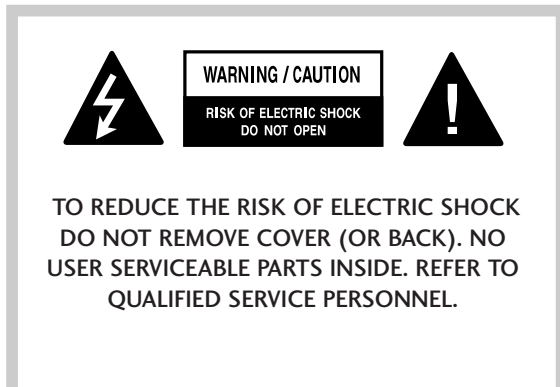 WARNING / CAUTION
RISK OF ELECTRIC SHOCK
DO NOT OPEN
!
TO REDUCE THE RISK OF ELECTRIC SHOCK
DO NOT REMOVE COVER (OR BACK). NO
USER SERVICEABLE PARTS INSIDE. REFER TO
QUALIFIED SERVICE PERSONNEL.